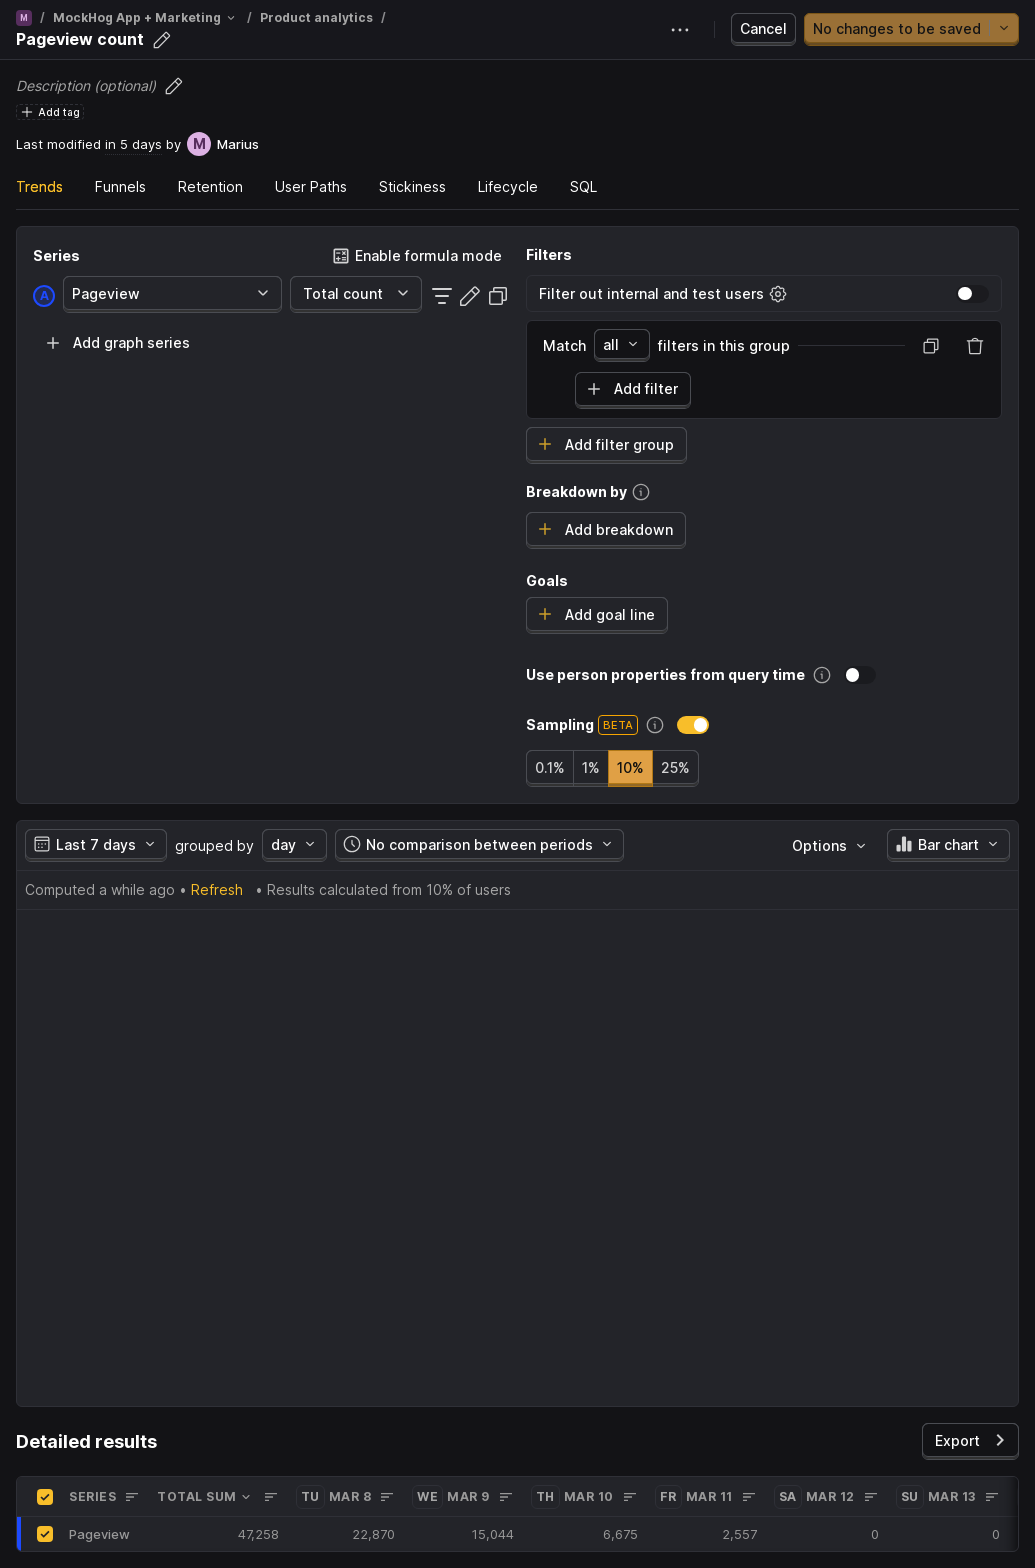 M / MockHog App + Marketing / Product analytics /
Pageview count
Cancel
No changes to be saved
Description (optional)
Add tag
Last modified in 5 days by M Marius
Trends Funnels Retention User Paths Stickiness Lifecycle SQL
Series
Enable formula mode
A Pageview Total count
Add graph series
Filters
Filter out internal and test users
Match all filters in this group
Add filter
Add filter group
Breakdown by
Add breakdown
Goals
Add goal line
Use person properties from query time
Sampling BETA
0.1% 1% 10% 25%
Last 7 days grouped by day No comparison between periods Options Bar chart
Computed a while ago • Refresh • Results calculated from 10% of users
Detailed results
Export
SERIES TOTAL SUM TU MAR 8 WE MAR 9 TH MAR 10 FR MAR 11 SA MAR 12 SU MAR 13
Pageview 47,258 22,870 15,044 6,675 2,557 0 0